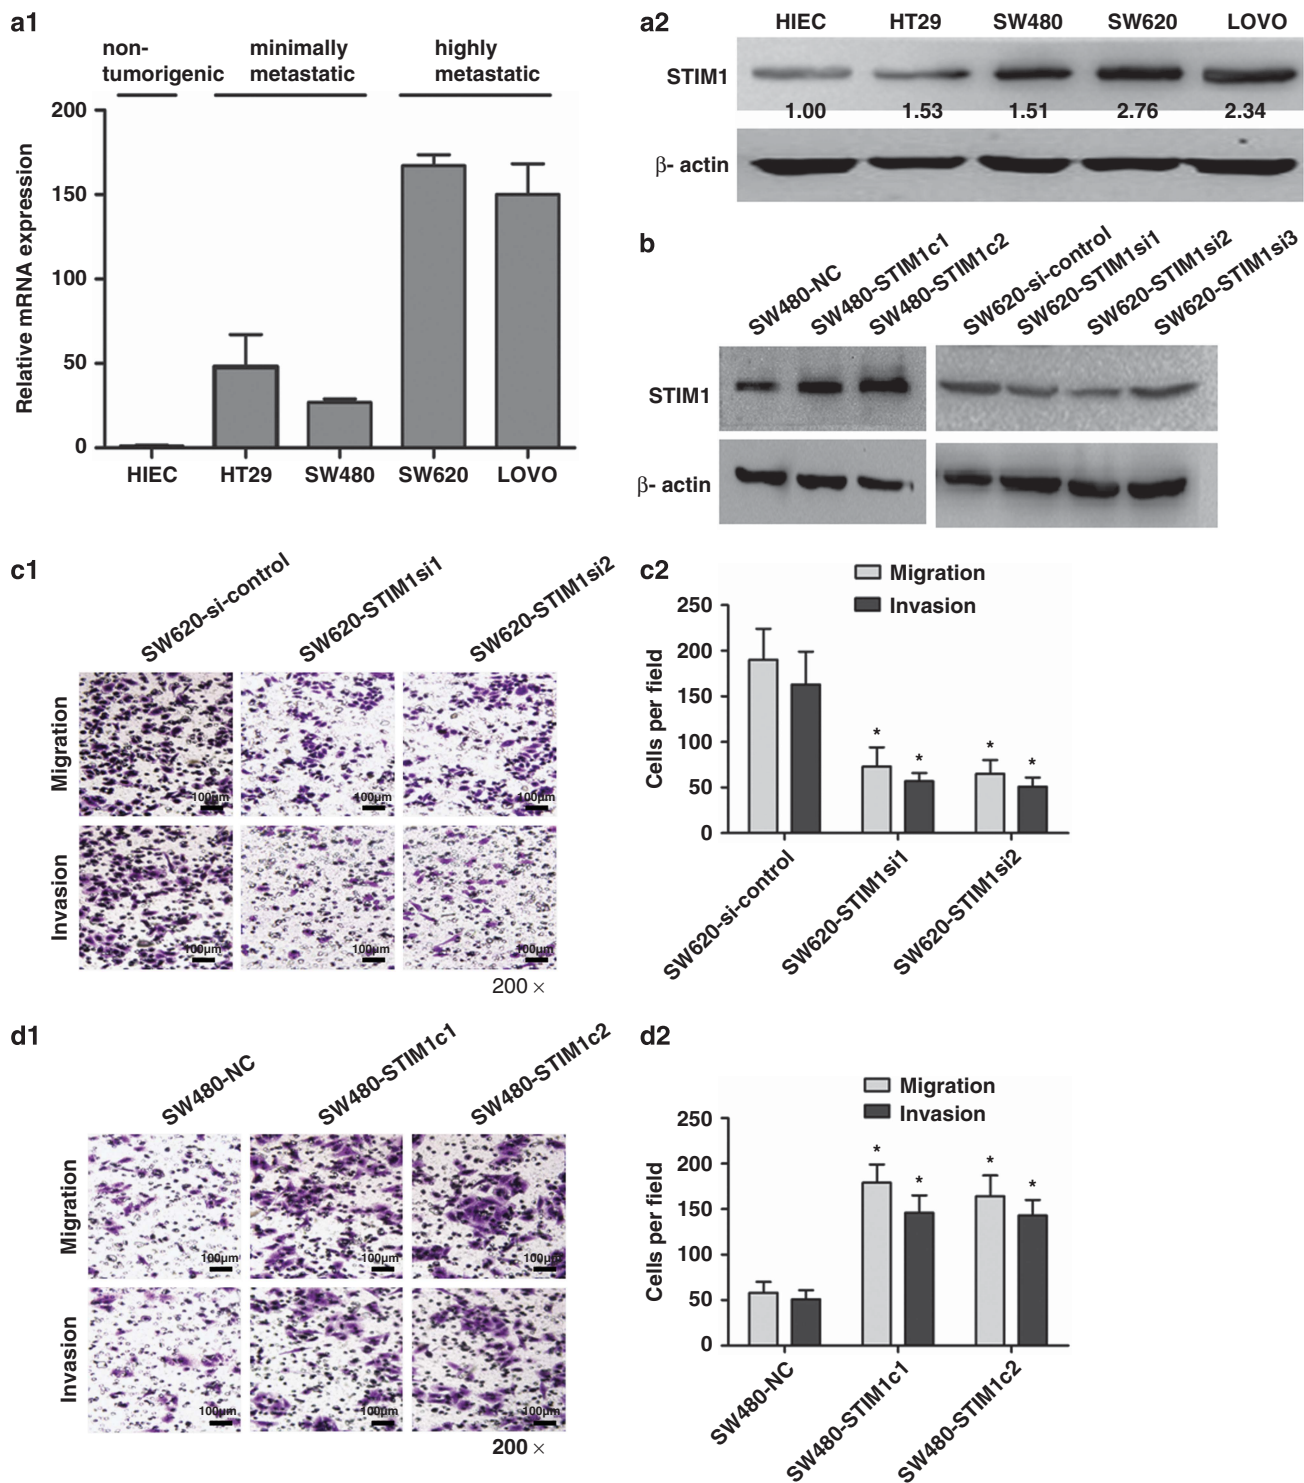 a1
non-
tumorigenic
minimally
metastatic
highly
metastatic
Relative mRNA expression
200
150
100
50
0
HIEC HT29 SW480 SW620 LOVO
a2
HIEC HT29 SW480 SW620 LOVO
STIM1
1.00 1.53 1.51 2.76 2.34
β- actin
b
SW480-NC
SW480-STIM1c1
SW480-STIM1c2
SW620-si-control
SW620-STIM1si1
SW620-STIM1si2
SW620-STIM1si3
STIM1
β- actin
c1
SW620-si-control
SW620-STIM1si1
SW620-STIM1si2
Migration
100µm 100µm 100µm
Invasion
100µm 100µm 100µm
200 ×
c2
Migration
Invasion
Cells per field
250
200
150
100
50
0
* * * *
SW620-si-control
SW620-STIM1si1
SW620-STIM1si2
d1
SW480-NC
SW480-STIM1c1
SW480-STIM1c2
Migration
100µm 100µm 100µm
Invasion
100µm 100µm 100µm
200 ×
d2
Migration
Invasion
Cells per field
250
200
150
100
50
0
* * * *
SW480-NC
SW480-STIM1c1
SW480-STIM1c2